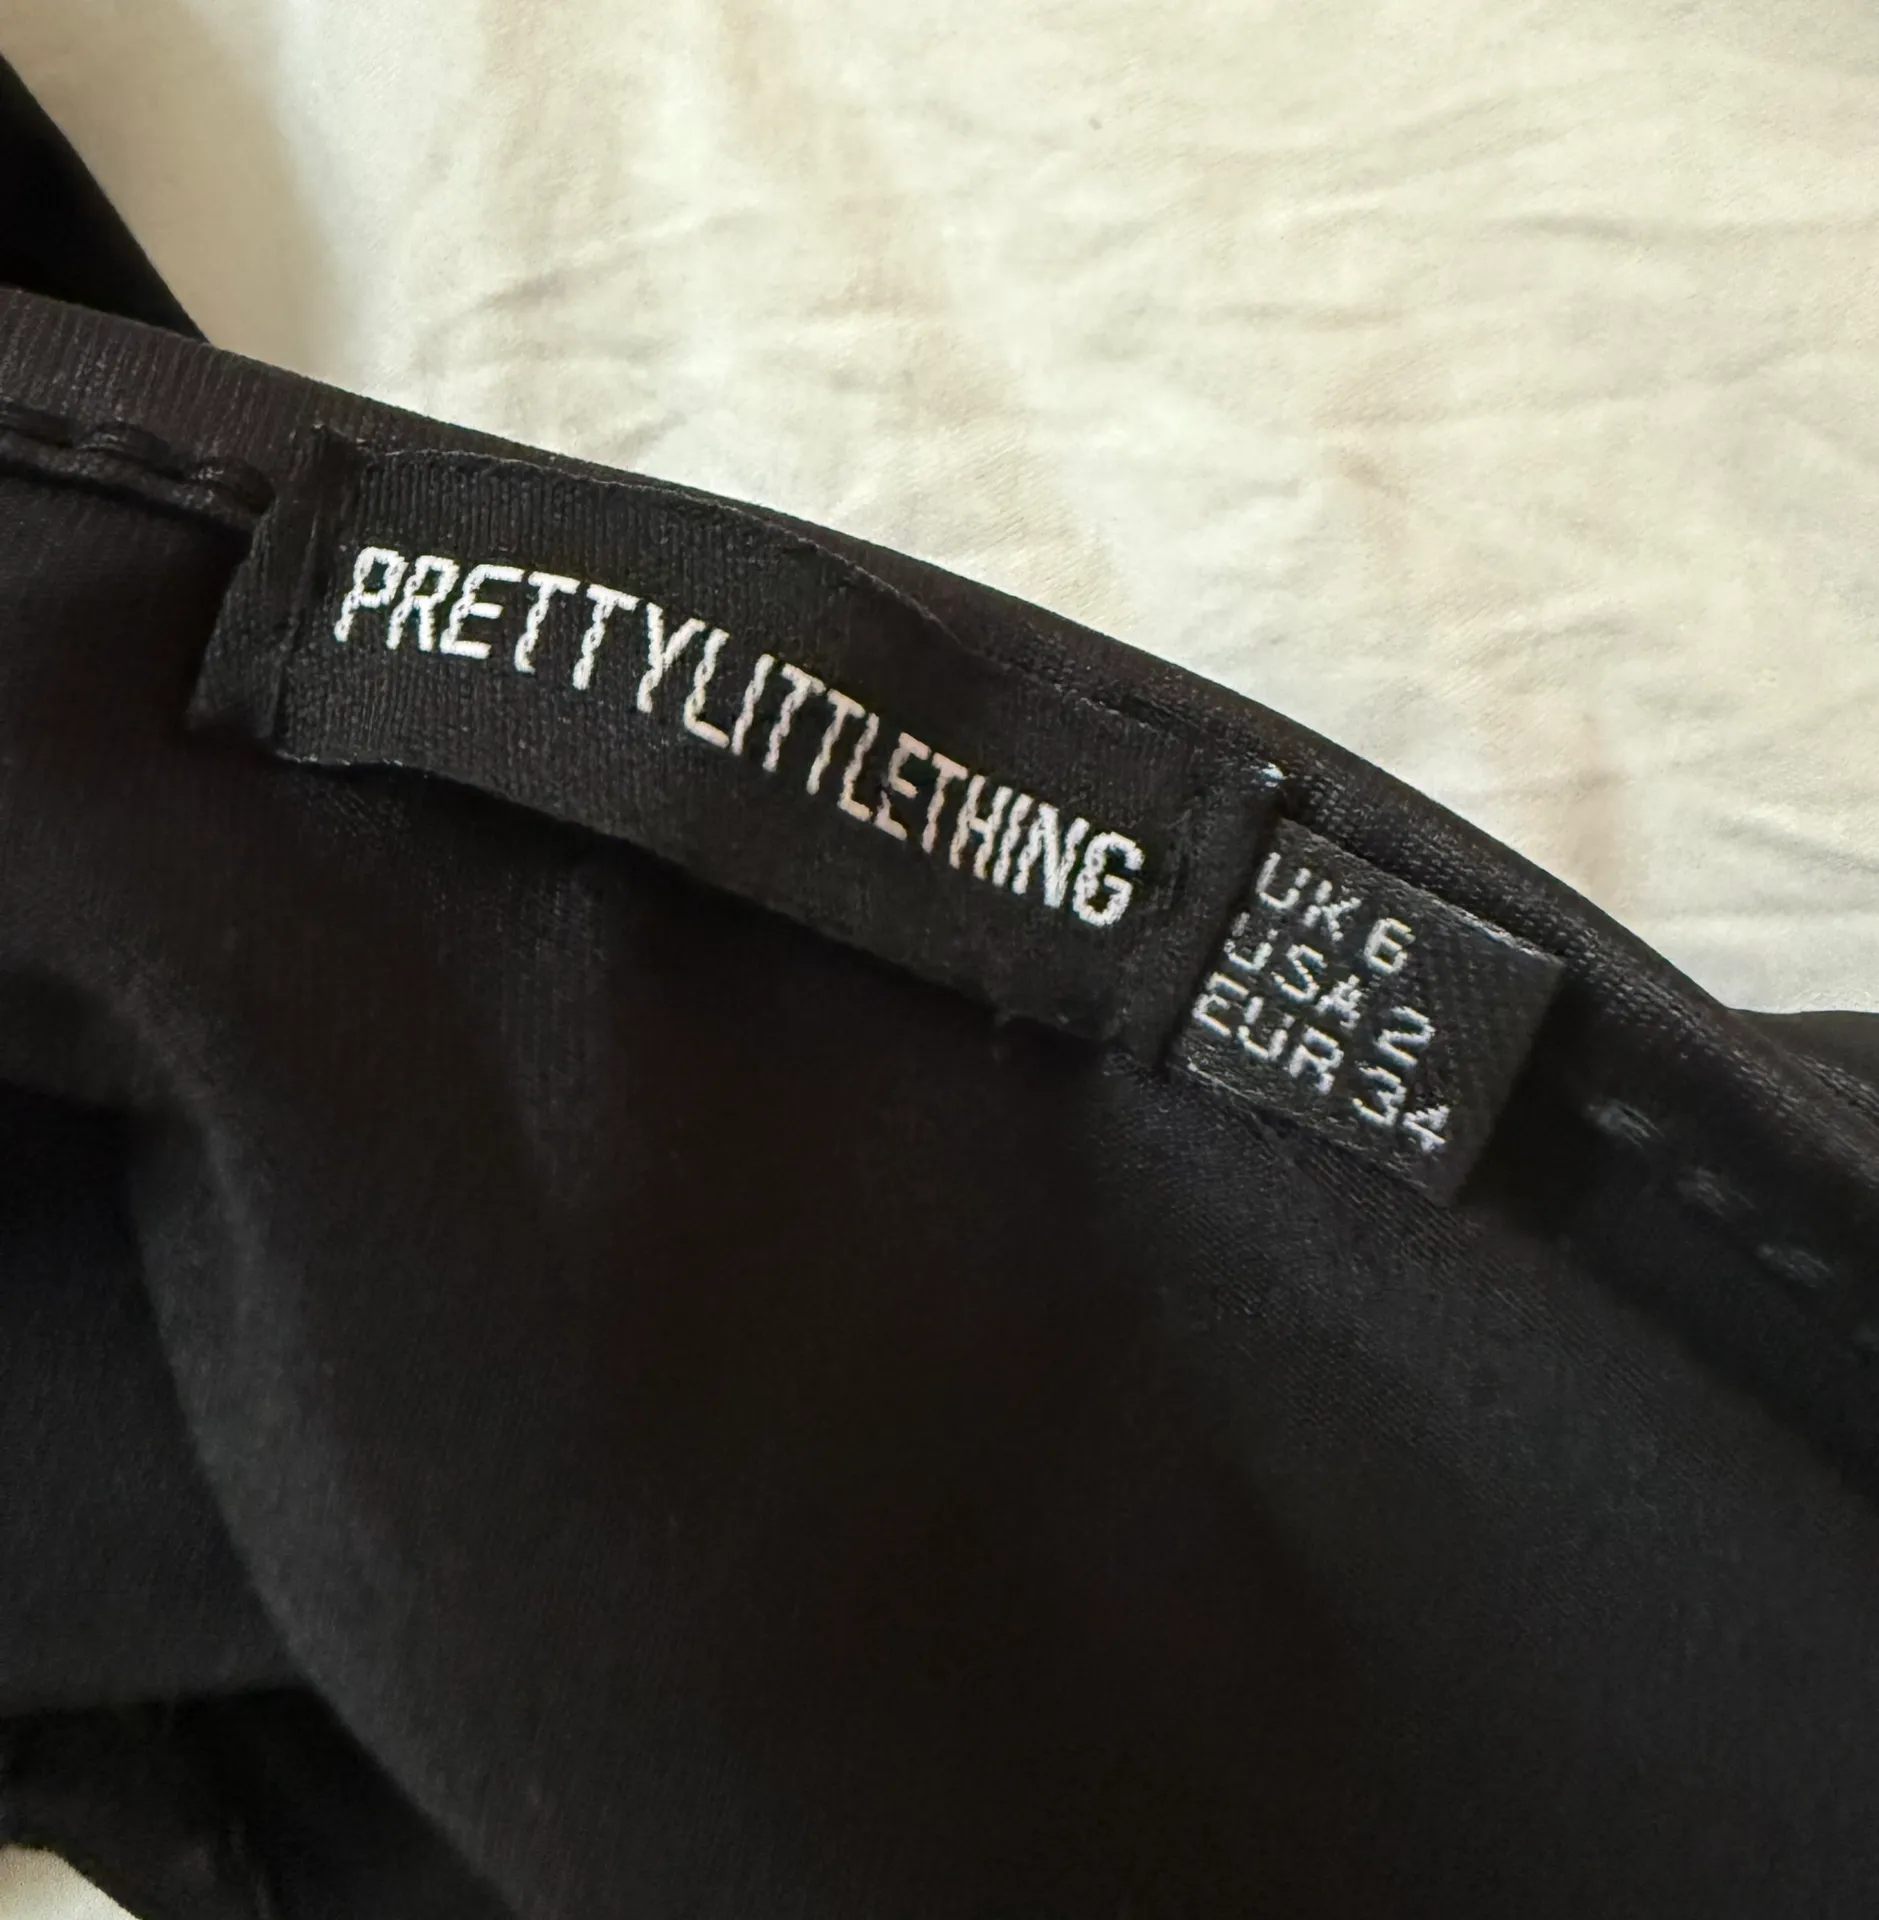 PRETTYLITTLETHING
UK 6
USA 2
EUR 34